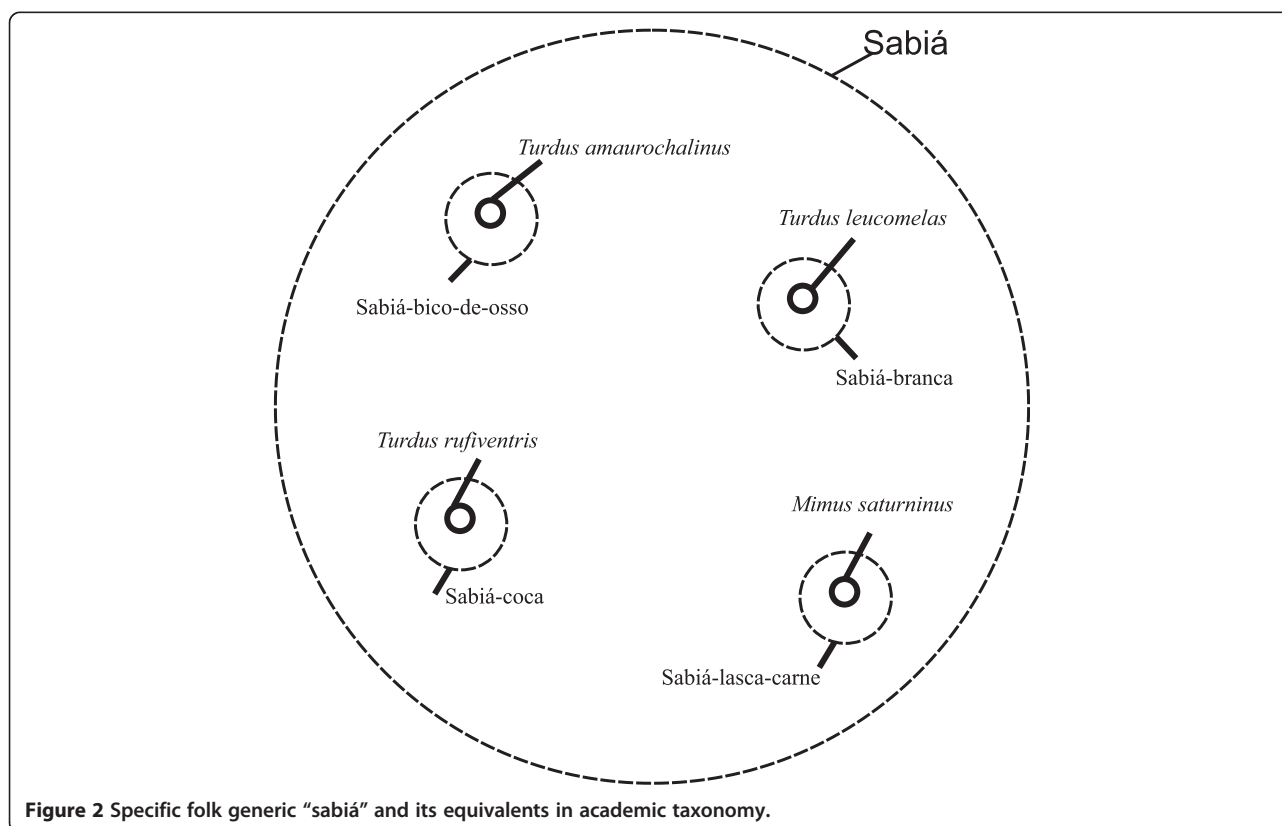 Sabiá
Turdus amaurochalinus
Turdus leucomelas
Sabiá-bico-de-osso
Sabiá-branca
Turdus rufiventris
Mimus saturninus
Sabiá-coca
Sabiá-lasca-carne
Figure 2 Specific folk generic “sabiá” and its equivalents in academic taxonomy.